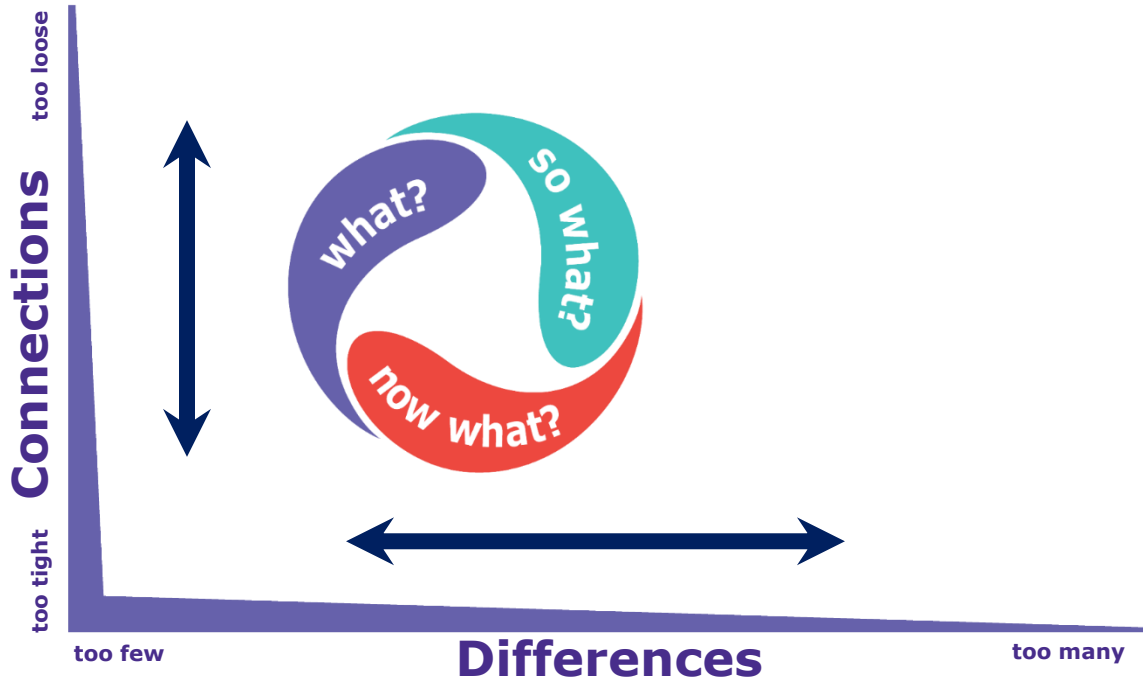 too loose
Connections
too tight
what?
so what?
now what?
too few
Differences
too many